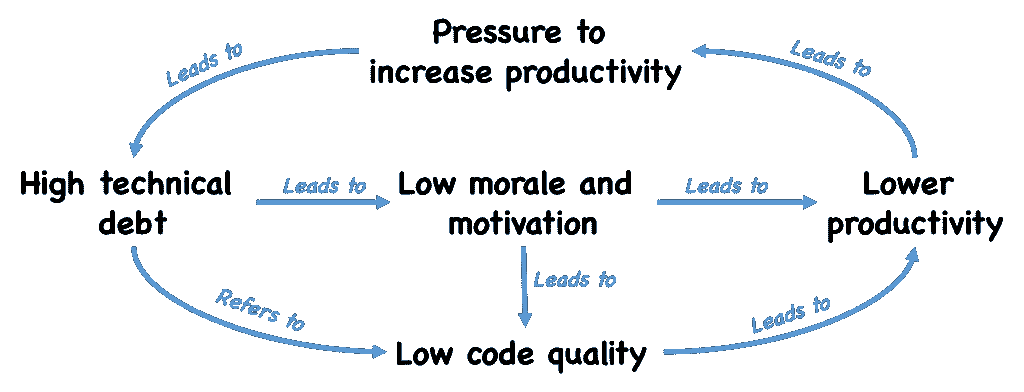 Pressure to
increase productivity
Leads to
Leads to
High technical
debt
Leads to
Low morale and
motivation
Leads to
Lower
productivity
Leads to
Refers to
Leads to
Low code quality